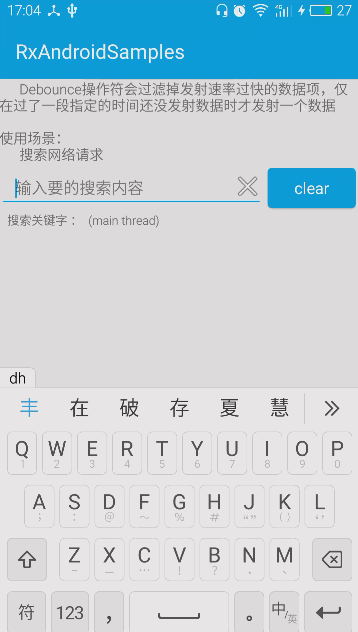 17:04 4G 27
RxAndroidSamples
Debounce操作符会过滤掉发射速率过快的数据项，仅
在过了一段指定的时间还没发射数据时才发射一个数据
使用场景：
搜索网络请求
输入要的搜索内容 clear
搜索关键字： (main thread)
dh
丰 在 破 存 夏 慧
Q W E R T Y U I O P
1 2 3 4 5 6 7 8 9 0
A S D F G H J K L
; : @ ~ % # “” ( ) ‘’
Z X C V B N M
- _ … ! ? 、 、
符 123 ， 。 中/英